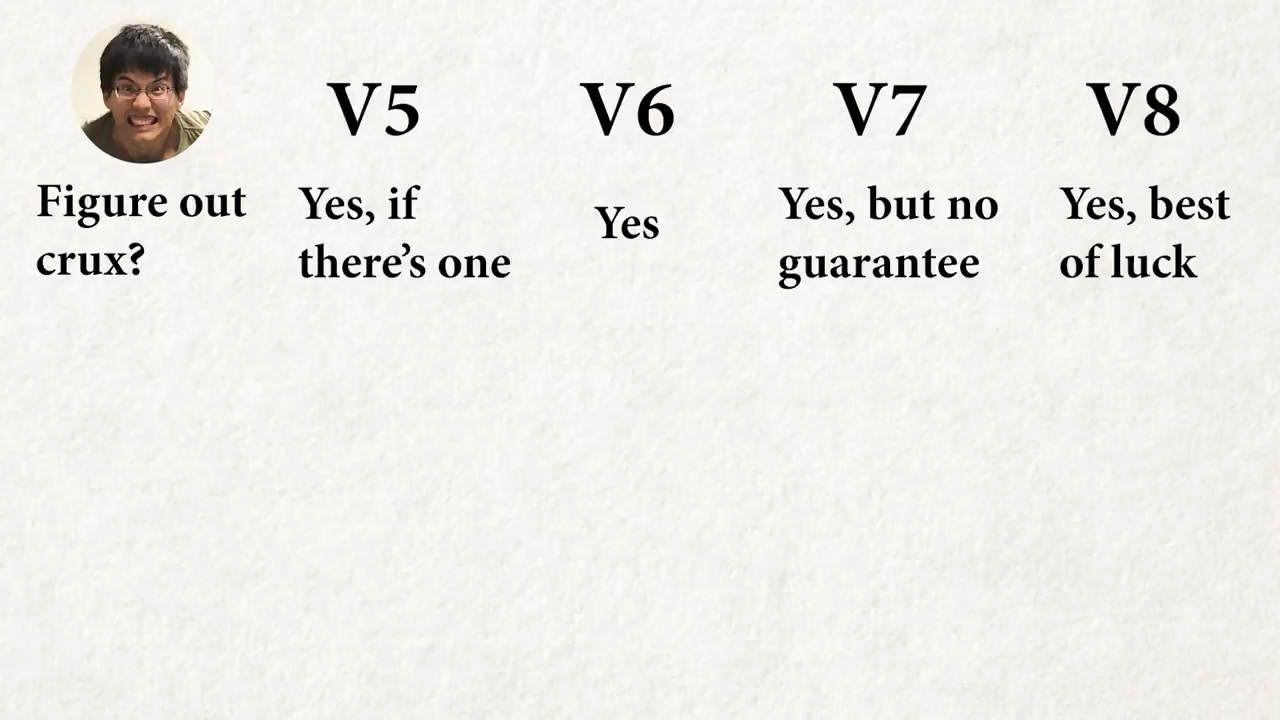 V5 V6 V7 V8
Figure out
crux?
Yes, if
there's one
Yes
Yes, but no
guarantee
Yes, best
of luck